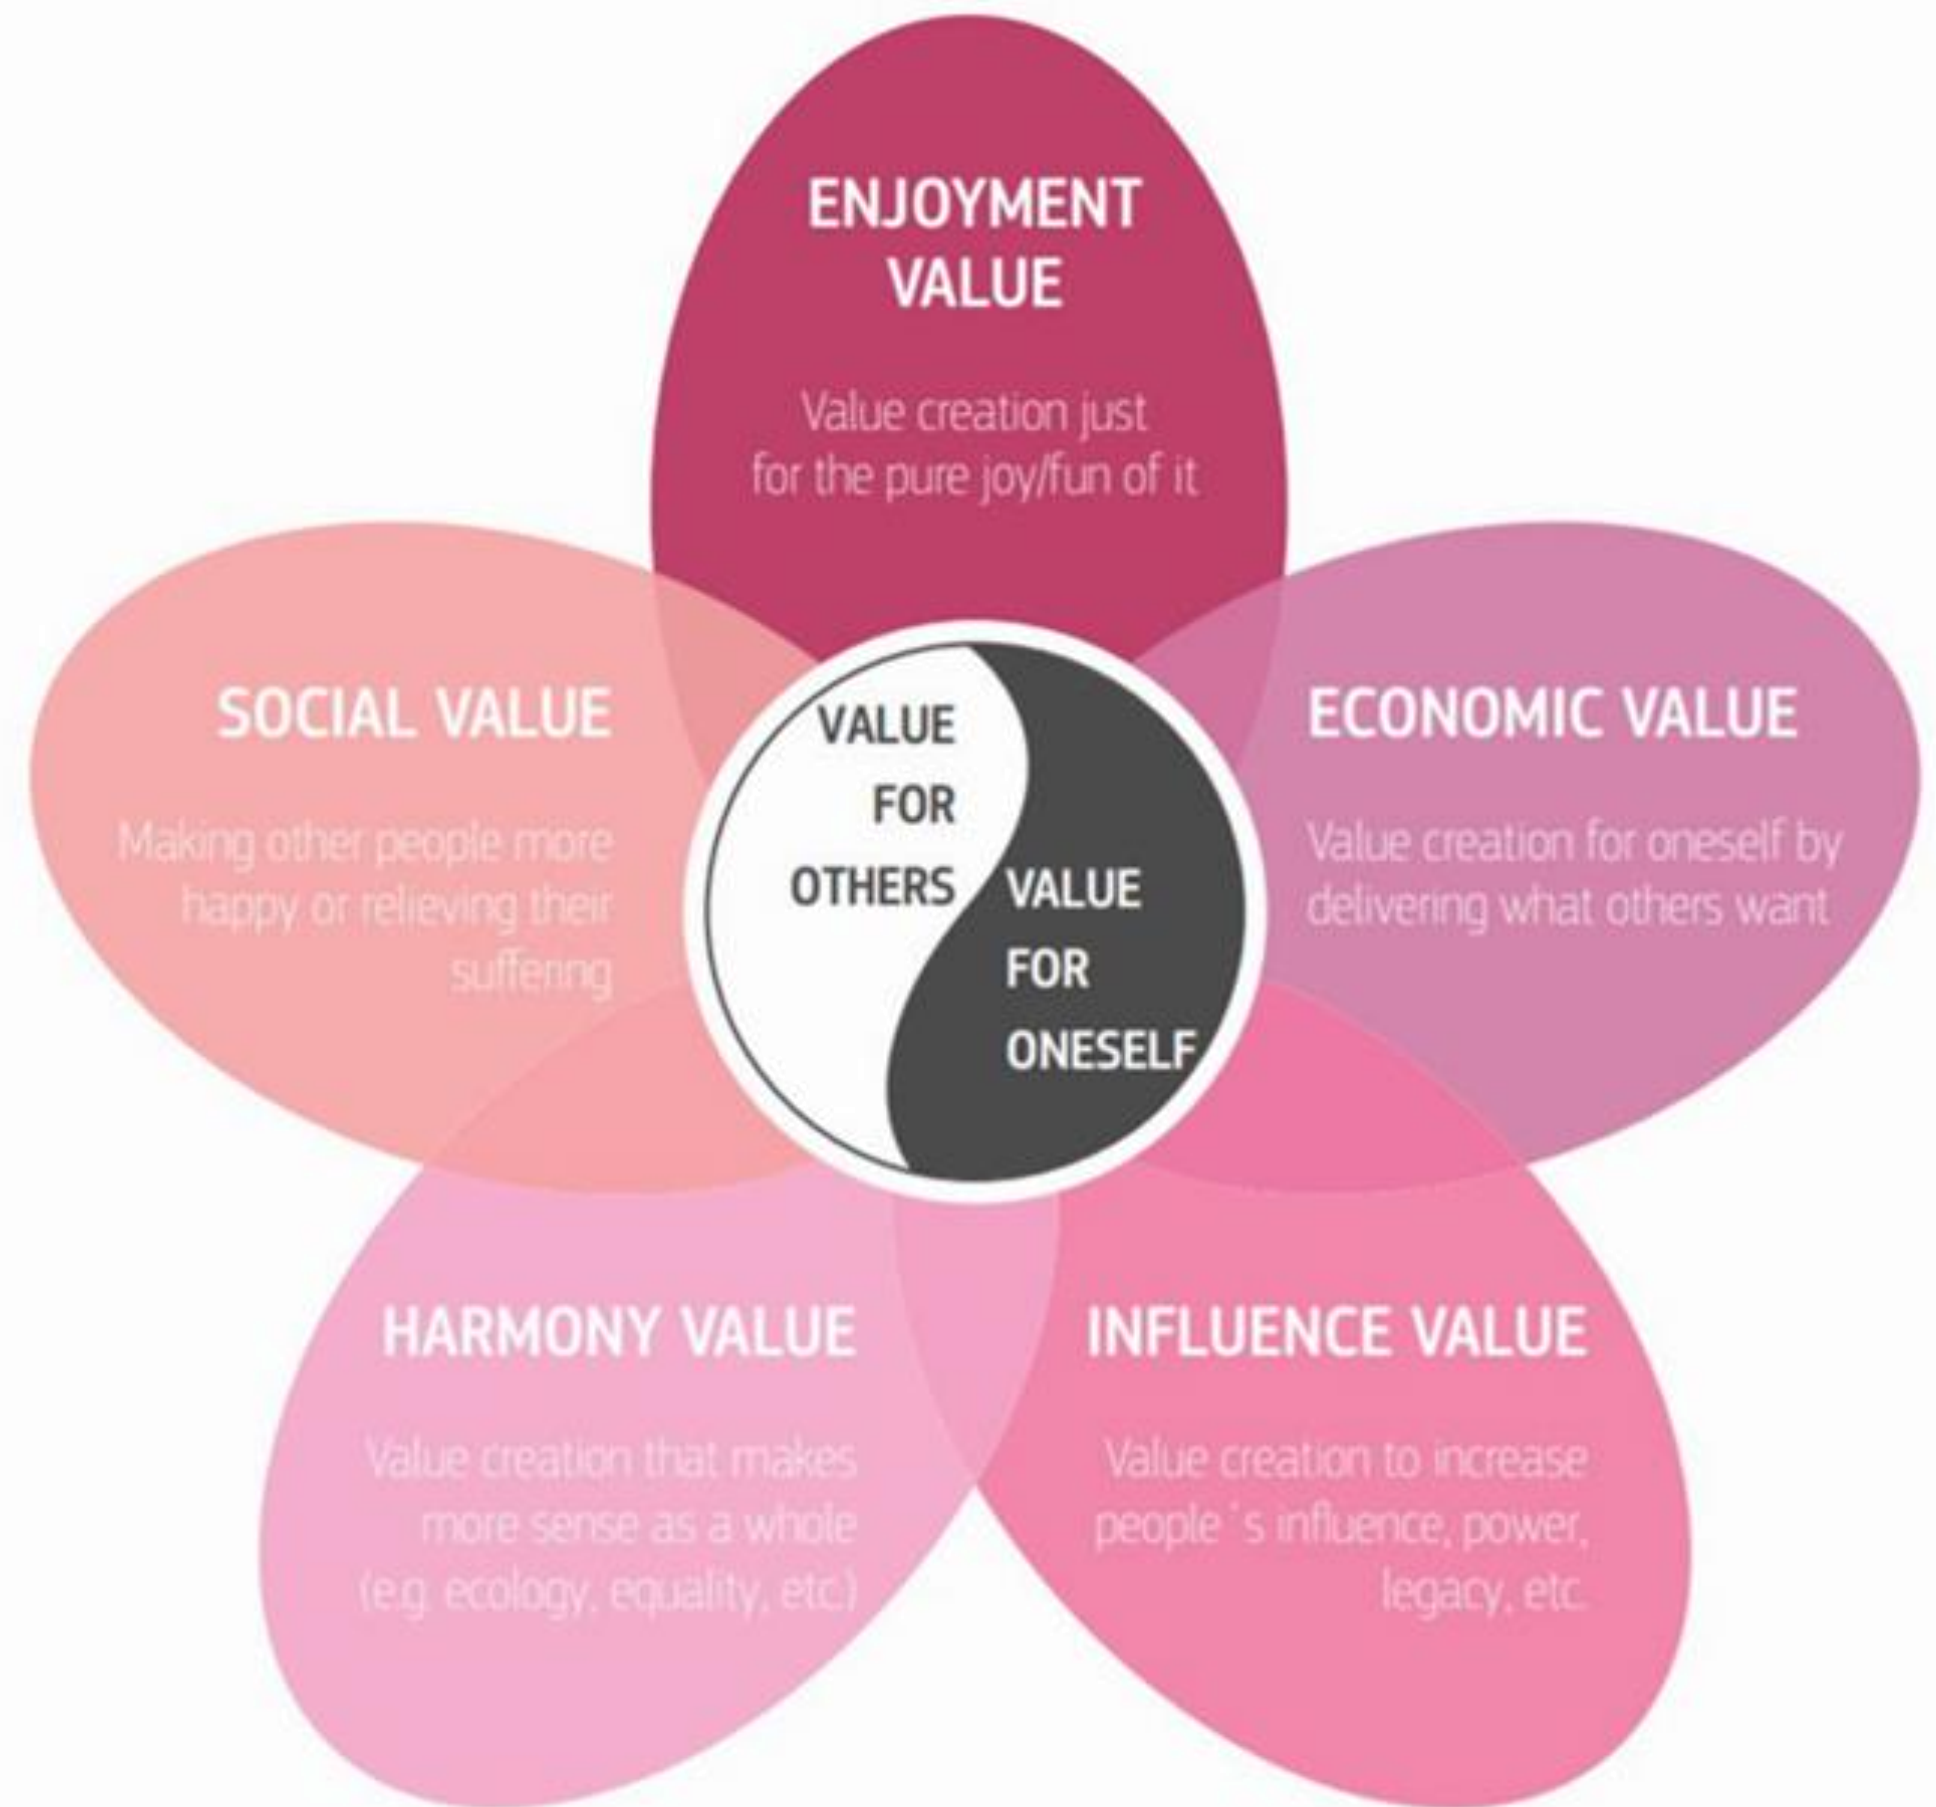 ENJOYMENT
VALUE
Value creation just
for the pure joy/fun of it
SOCIAL VALUE
Making other people more
happy or relieving their
suffering
VALUE
FOR
OTHERS
VALUE
FOR
ONESELF
ECONOMIC VALUE
Value creation for oneself by
delivering what others want
HARMONY VALUE
Value creation that makes
more sense as a whole
(e.g. ecology, equality, etc.)
INFLUENCE VALUE
Value creation to increase
people´s influence, power,
legacy, etc.